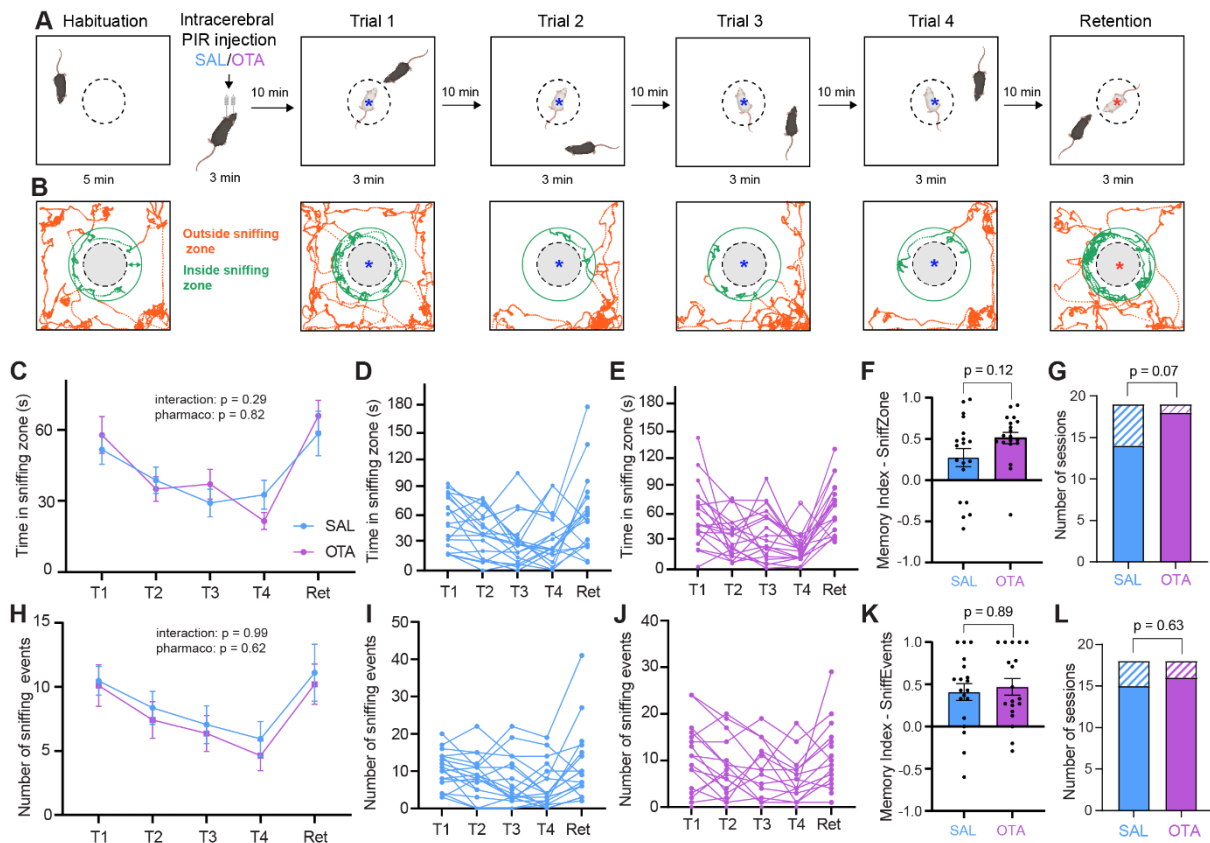 A
Habituation
Intracerebral
PIR injection
SAL/OTA
Trial 1
Trial 2
Trial 3
Trial 4
Retention
10 min
10 min
10 min
10 min
10 min
*
*
*
*
*
5 min
3 min
3 min
3 min
3 min
3 min
3 min
B
Outside sniffing
zone
Inside sniffing
zone
*
*
*
*
*
C
Time in sniffing zone (s)
60
30
0
interaction: p = 0.29
pharmaco: p = 0.82
SAL
OTA
T1 T2 T3 T4 Ret
D
Time in sniffing zone (s)
180
150
120
90
60
30
0
T1 T2 T3 T4 Ret
E
Time in sniffing zone (s)
180
150
120
90
60
30
0
T1 T2 T3 T4 Ret
F
p = 0.12
Memory Index - SniffZone
1.0
0.5
0.0
-0.5
-1.0
SAL OTA
G
p = 0.07
Number of sessions
20
15
10
5
0
SAL OTA
H
Number of sniffing events
15
10
5
0
interaction: p = 0.99
pharmaco: p = 0.62
T1 T2 T3 T4 Ret
I
Number of sniffing events
50
40
30
20
10
0
T1 T2 T3 T4 Ret
J
Number of sniffing events
40
30
20
10
0
T1 T2 T3 T4 Ret
K
p = 0.89
Memory Index - SniffEvents
1.0
0.5
0.0
-0.5
-1.0
SAL OTA
L
p = 0.63
Number of sessions
20
15
10
5
0
SAL OTA